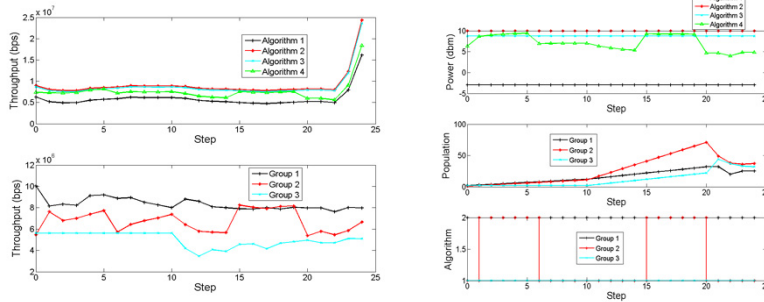 2.5 x 10^7
2
1.5
1
0.5
0
0 5 10 15 20 25
Throughput (bps)
Step
Algorithm 1
Algorithm 2
Algorithm 3
Algorithm 4
12 x 10^6
10
8
6
4
2
0 5 10 15 20 25
Throughput (bps)
Step
Group 1
Group 2
Group 3
Algorithm 2
Algorithm 3
Algorithm 4
10
5
0
-5
0 5 10 15 20
Power (dbm)
Step
100
50
0
0 5 10 15 20
Population
Step
Group 1
Group 2
Group 3
2
1.5
1
0 5 10 15 20
Algorithm
Step
Group 1
Group 2
Group 3